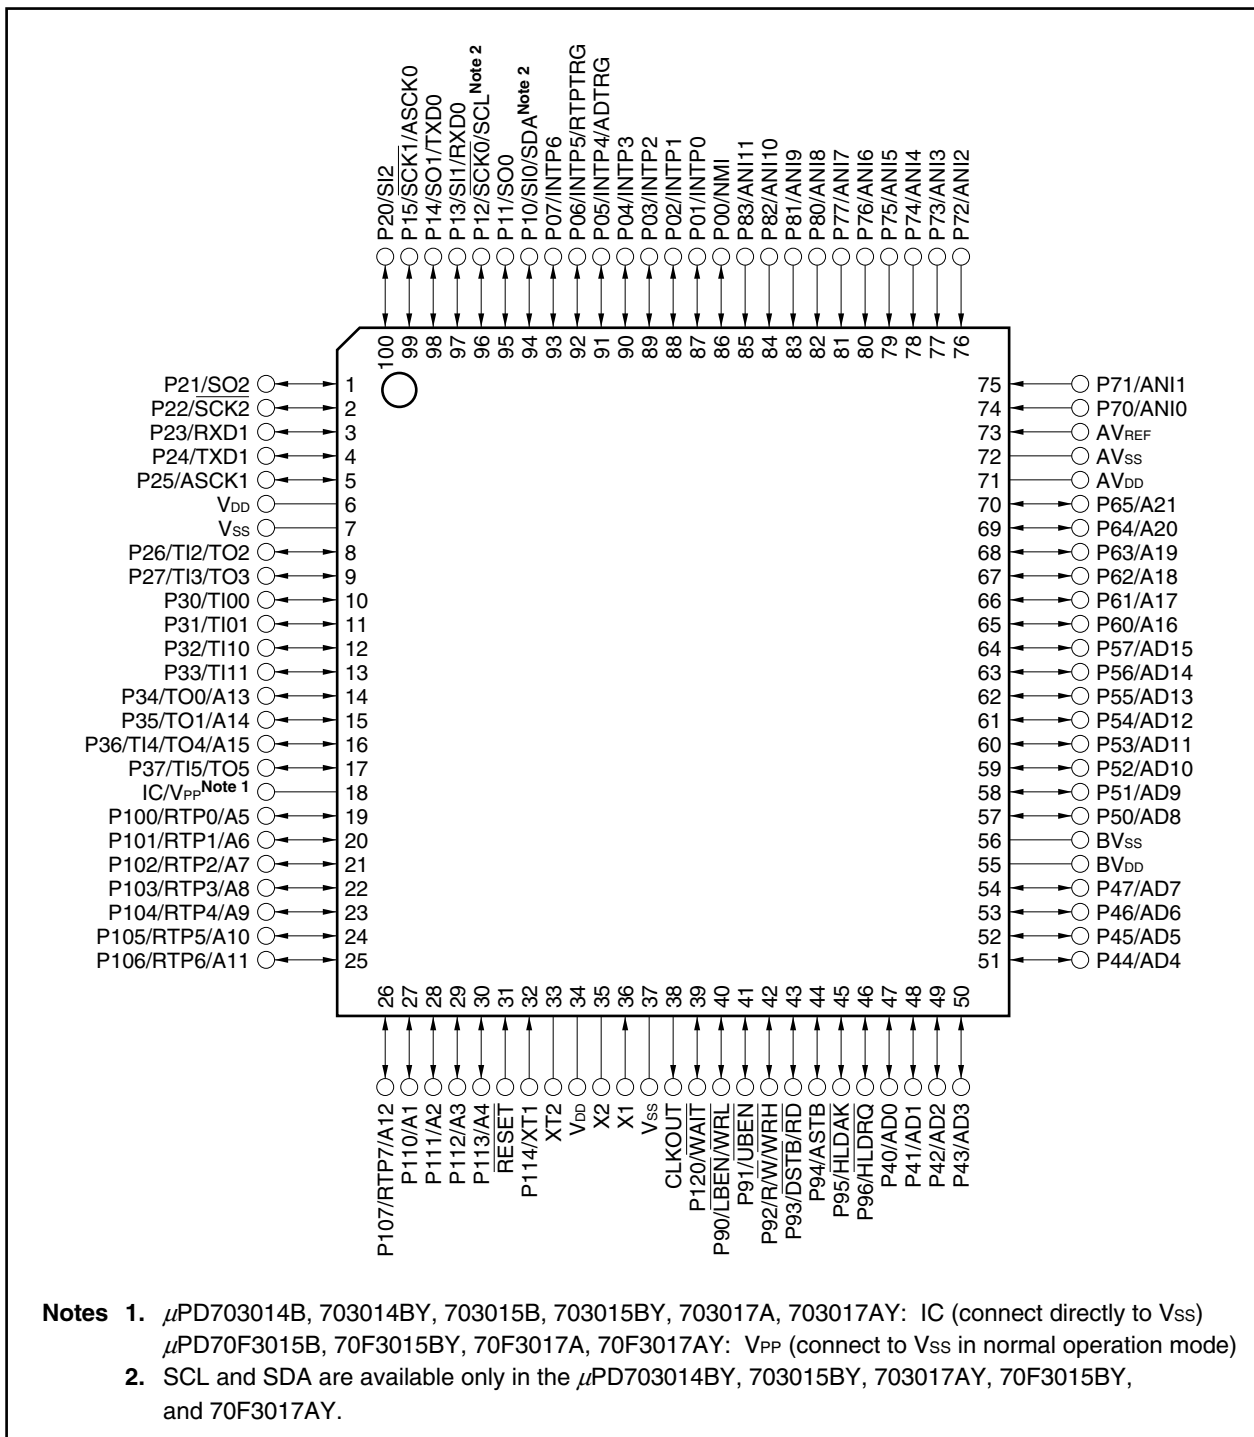 P20/SI2
P15/SCK1/ASCK0
P14/SO1/TXD0
P13/SI1/RXD0
P12/SCK0/SCL Note 2
P11/SO0
P10/SI0/SDA Note 2
P07/INTP6
P06/INTP5/RTPTRG
P05/INTP4/ADTRG
P04/INTP3
P03/INTP2
P02/INTP1
P01/INTP0
P00/NMI
P83/ANI11
P82/ANI10
P81/ANI9
P80/ANI8
P77/ANI7
P76/ANI6
P75/ANI5
P74/ANI4
P73/ANI3
P72/ANI2
100 99 98 97 96 95 94 93 92 91 90 89 88 87 86 85 84 83 82 81 80 79 78 77 76
P21/SO2 1
P22/SCK2 2
P23/RXD1 3
P24/TXD1 4
P25/ASCK1 5
VDD 6
VSS 7
P26/TI2/TO2 8
P27/TI3/TO3 9
P30/TI00 10
P31/TI01 11
P32/TI10 12
P33/TI11 13
P34/TO0/A13 14
P35/TO1/A14 15
P36/TI4/TO4/A15 16
P37/TI5/TO5 17
IC/VPP Note 1 18
P100/RTP0/A5 19
P101/RTP1/A6 20
P102/RTP2/A7 21
P103/RTP3/A8 22
P104/RTP4/A9 23
P105/RTP5/A10 24
P106/RTP6/A11 25
75 P71/ANI1
74 P70/ANI0
73 AVREF
72 AVSS
71 AVDD
70 P65/A21
69 P64/A20
68 P63/A19
67 P62/A18
66 P61/A17
65 P60/A16
64 P57/AD15
63 P56/AD14
62 P55/AD13
61 P54/AD12
60 P53/AD11
59 P52/AD10
58 P51/AD9
57 P50/AD8
56 BVSS
55 BVDD
54 P47/AD7
53 P46/AD6
52 P45/AD5
51 P44/AD4
26 27 28 29 30 31 32 33 34 35 36 37 38 39 40 41 42 43 44 45 46 47 48 49 50
P107/RTP7/A12
P110/A1
P111/A2
P112/A3
P113/A4
RESET
P114/XT1
XT2
VDD
X2
X1
VSS
CLKOUT
P120/WAIT
P90/LBEN/WRL
P91/UBEN
P92/R/W/WRH
P93/DSTB/RD
P94/ASTB
P95/HLDAK
P96/HLDRQ
P40/AD0
P41/AD1
P42/AD2
P43/AD3
Notes 1. μPD703014B, 703014BY, 703015B, 703015BY, 703017A, 703017AY: IC (connect directly to VSS)
μPD70F3015B, 70F3015BY, 70F3017A, 70F3017AY: VPP (connect to VSS in normal operation mode)
2. SCL and SDA are available only in the μPD703014BY, 703015BY, 703017AY, 70F3015BY,
and 70F3017AY.